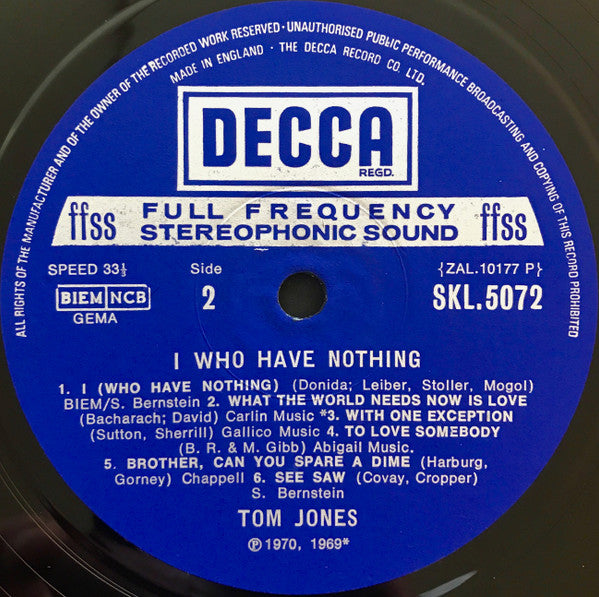 ALL RIGHTS OF THE MANUFACTURER AND OF THE OWNER OF THE RECORDED WORK RESERVED · UNAUTHORISED PUBLIC PERFORMANCE BROADCASTING AND COPYING OF THIS RECORD PROHIBITED
MADE IN ENGLAND · THE DECCA RECORD CO. LTD.
DECCA
REGD.
ffss FULL FREQUENCY STEREOPHONIC SOUND ffss
SPEED 33⅓ Side {ZAL.10177 P}
BIEM NCB 2 SKL.5072
GEMA
I WHO HAVE NOTHING
1. I (WHO HAVE NOTHING) (Donida; Leiber, Stoller, Mogol)
BIEM/S. Bernstein 2. WHAT THE WORLD NEEDS NOW IS LOVE
(Bacharach; David) Carlin Music *3. WITH ONE EXCEPTION
(Sutton, Sherrill) Gallico Music 4. TO LOVE SOMEBODY
(B. R. & M. Gibb) Abigail Music.
5. BROTHER, CAN YOU SPARE A DIME (Harburg,
Gorney) Chappell 6. SEE SAW (Covay, Cropper)
S. Bernstein
TOM JONES
℗ 1970, 1969*